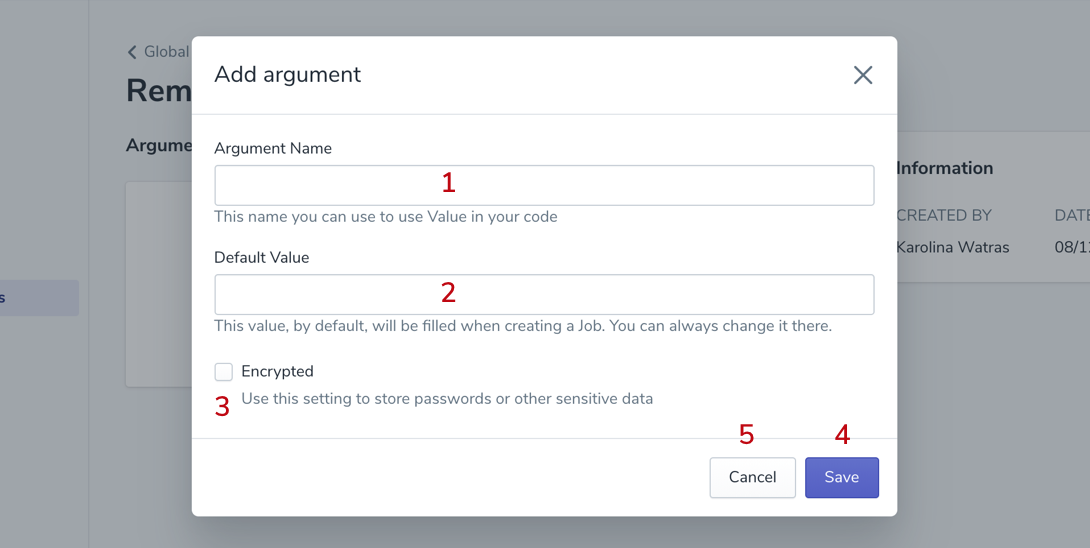 Global
Rem
Argume
Add argument
Argument Name
1
This name you can use to use Value in your code
Default Value
2
This value, by default, will be filled when creating a Job. You can always change it there.
Encrypted
3 Use this setting to store passwords or other sensitive data
5 4
Cancel Save
Information
CREATED BY DATE
Karolina Watras 08/1
s